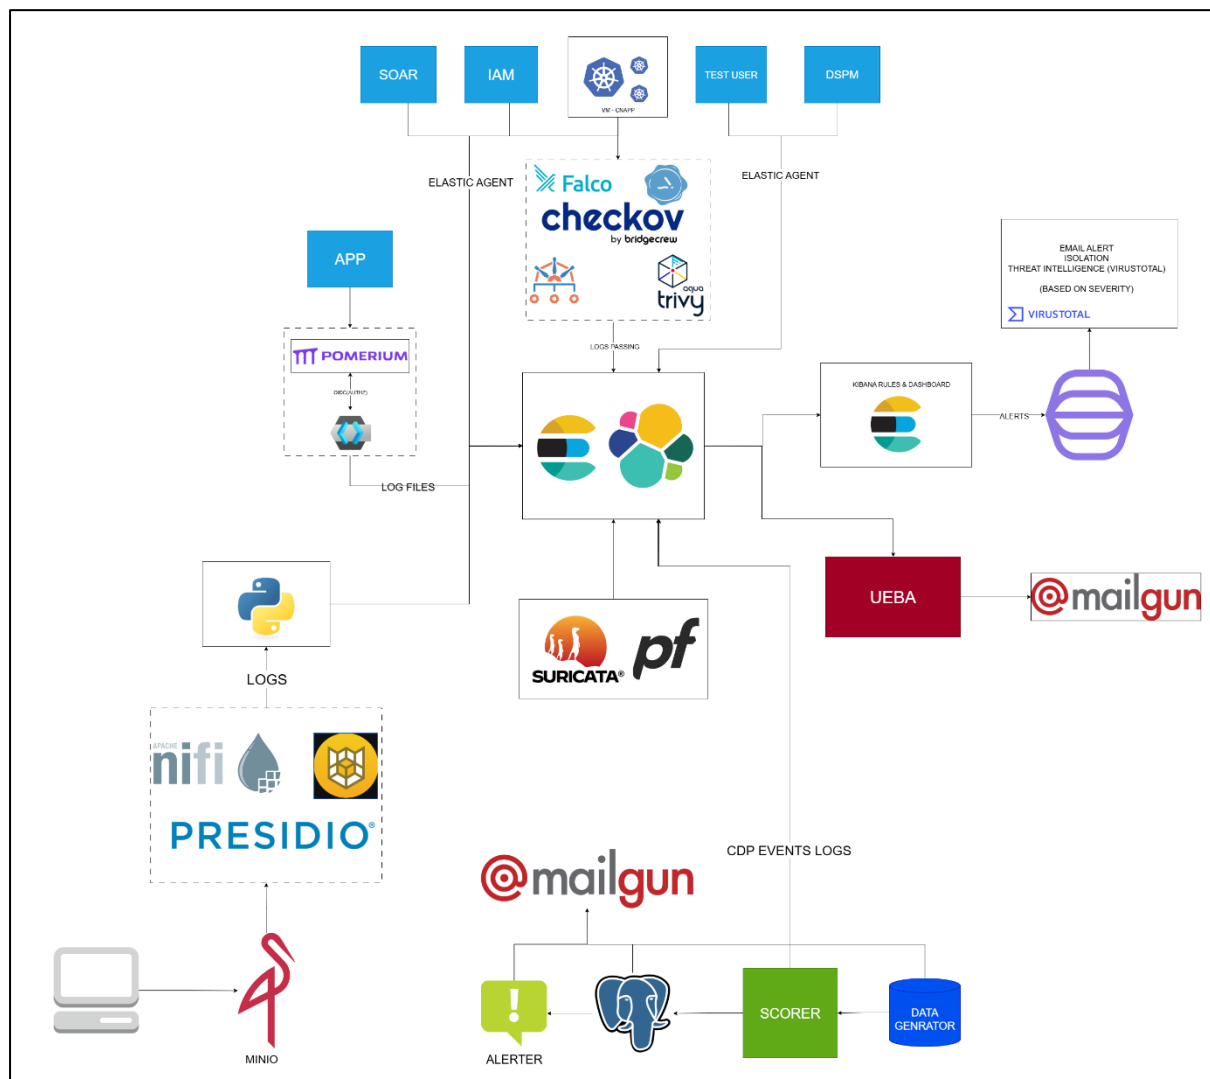 SOAR
IAM
VM - CNAPP
TEST USER
DSPM
ELASTIC AGENT
ELASTIC AGENT
Falco
checkov
by bridgecrew
aqua
trivy
APP
EMAIL ALERT
ISOLATION
THREAT INTELLIGENCE (VIRUSTOTAL)
(BASED ON SEVERITY)
VIRUSTOTAL
POMERIUM
LOGS PASSING
KIBANA RULES & DASHBOARD
ALERTS
LOG FILES
UEBA
@mailgun
SURICATA®
pf
LOGS
APACHE
nifi
PRESIDIO®
CDP EVENTS LOGS
@mailgun
SCORER
DATA
GENRATOR
ALERTER
MINIO